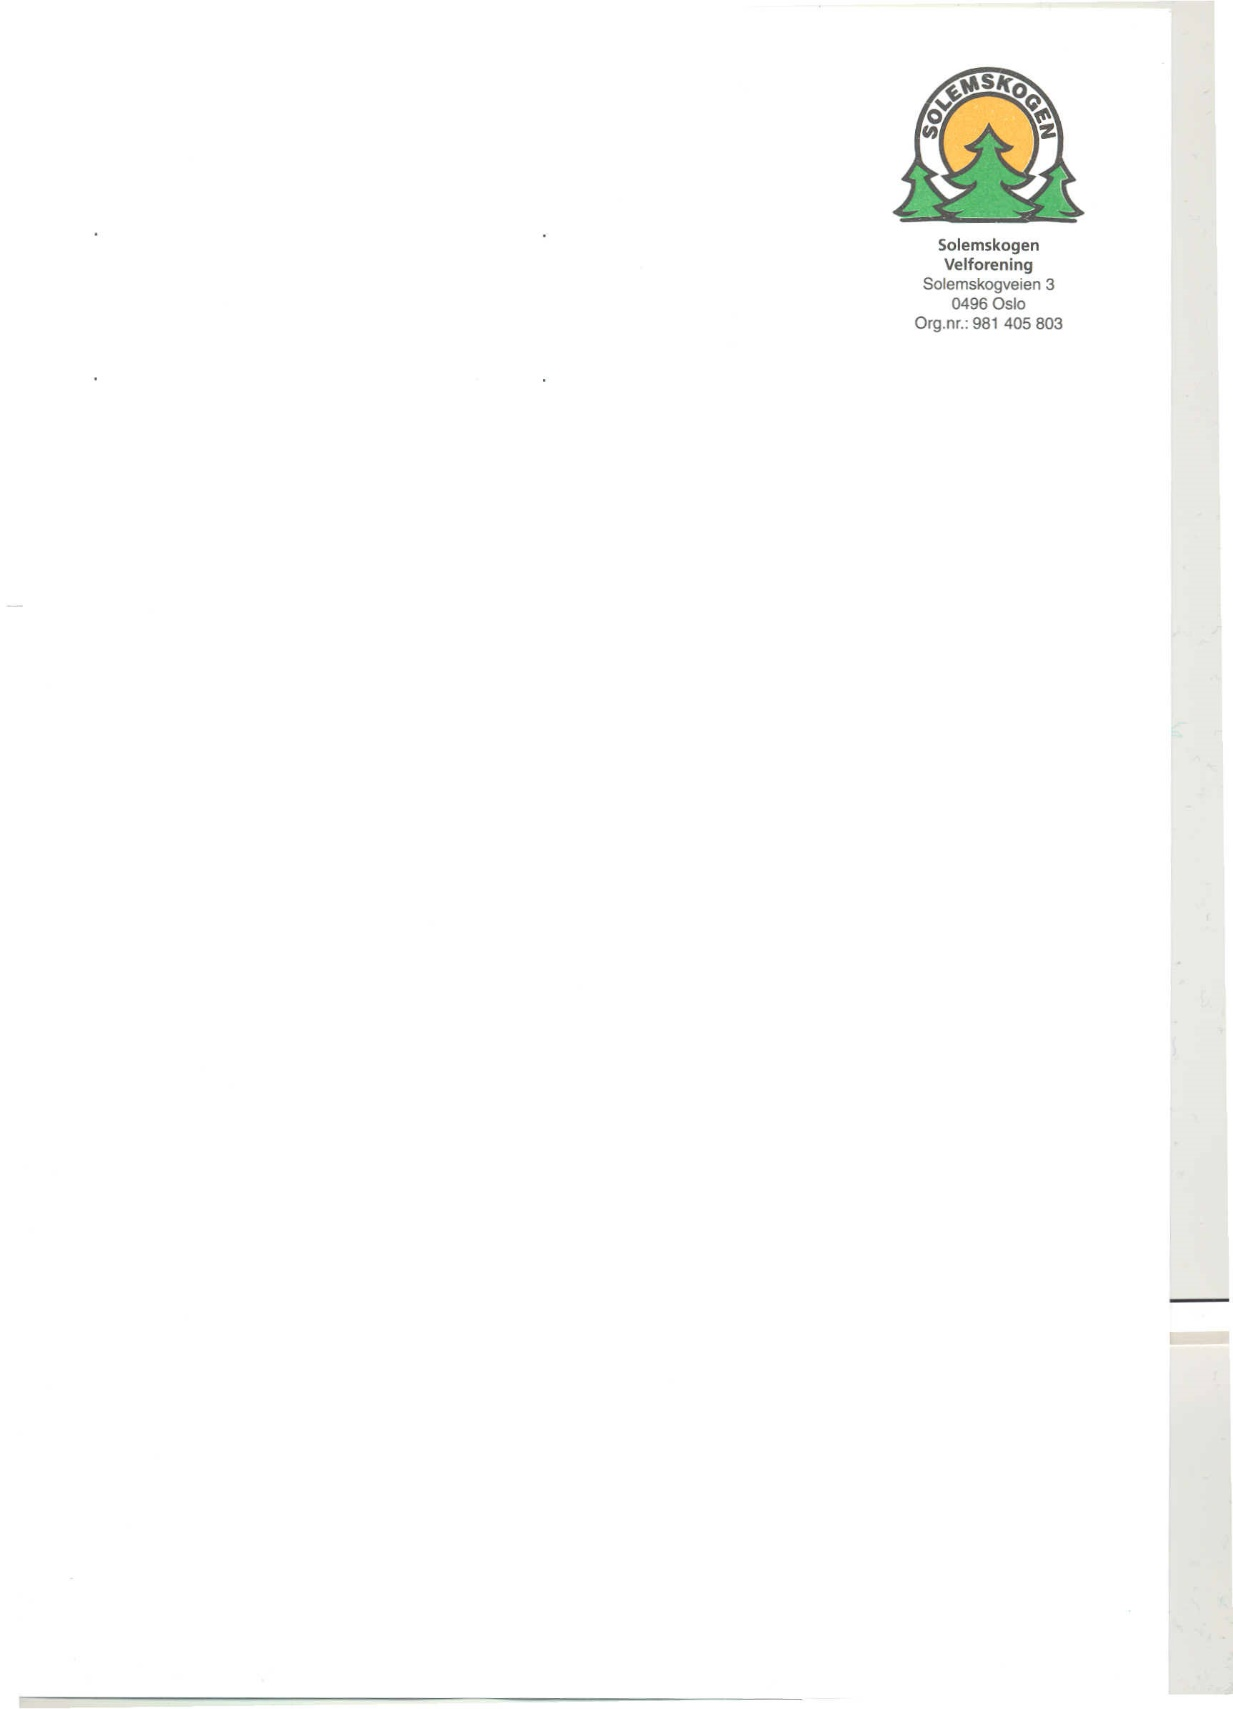 SOLEMSKOGEN
Solemskogen
Velforening
Solemskogveien 3
0496 Oslo
Org.nr.: 981 405 803